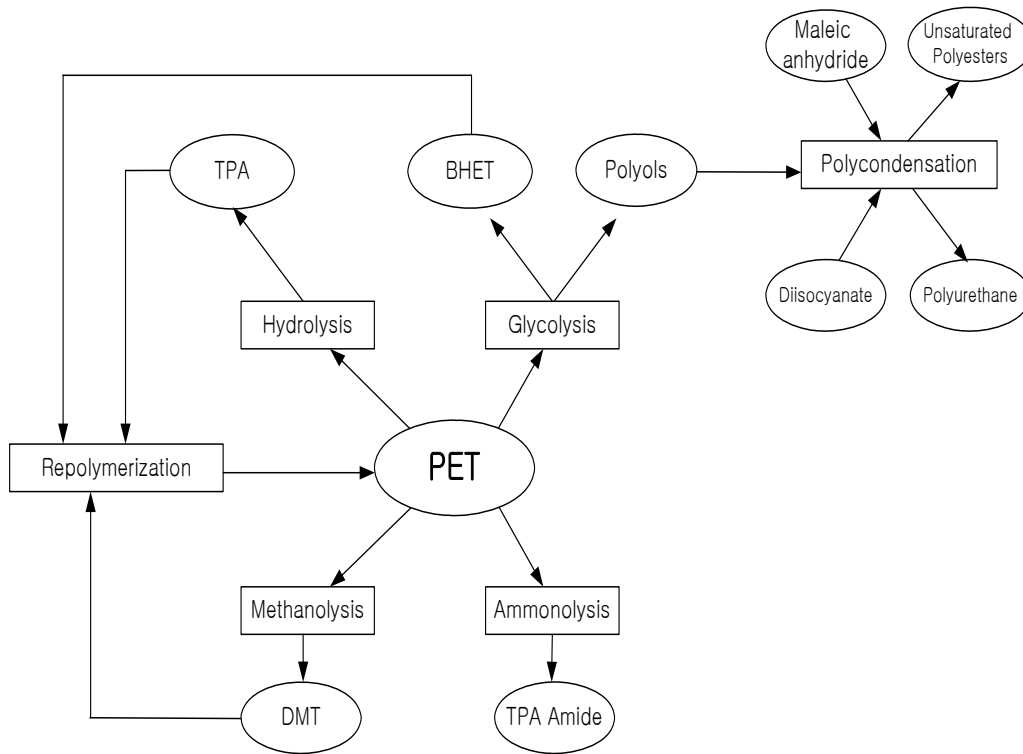 Maleic
anhydride
Unsaturated
Polyesters
TPA
BHET
Polyols
Polycondensation
Diisocyanate
Polyurethane
Hydrolysis
Glycolysis
Repolymerization
PET
Methanolysis
Ammonolysis
DMT
TPA Amide